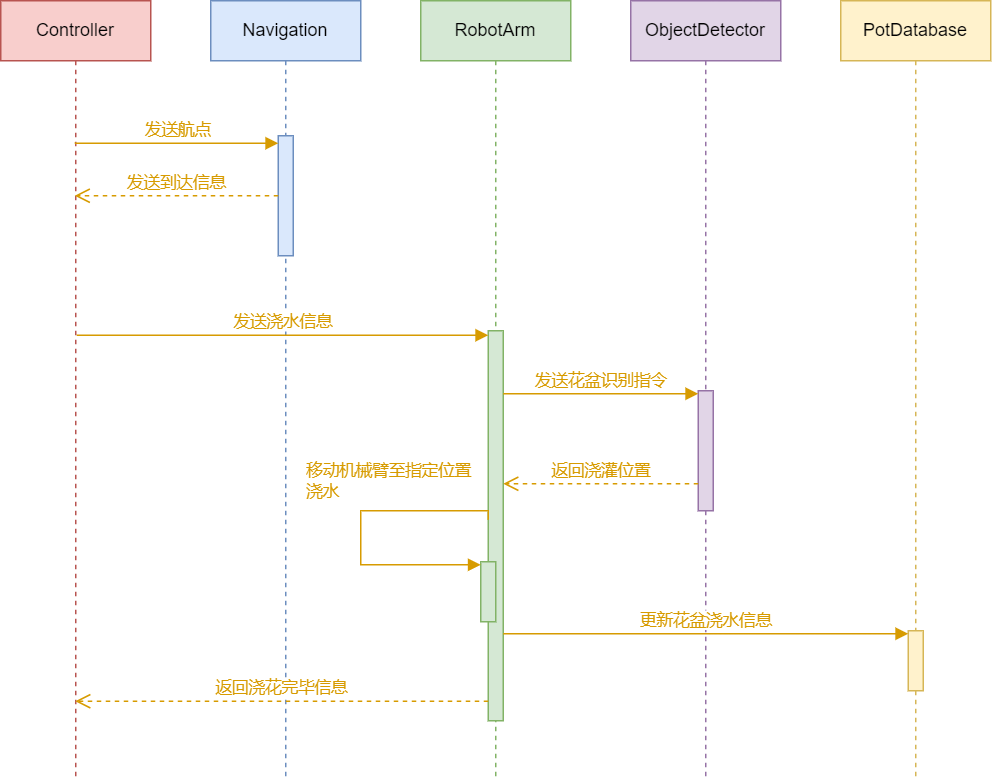 Controller
Navigation
RobotArm
ObjectDetector
PotDatabase
发送航点
发送到达信息
发送浇水信息
发送花盆识别指令
移动机械臂至指定位置
浇水
返回浇灌位置
更新花盆浇水信息
返回浇花完毕信息